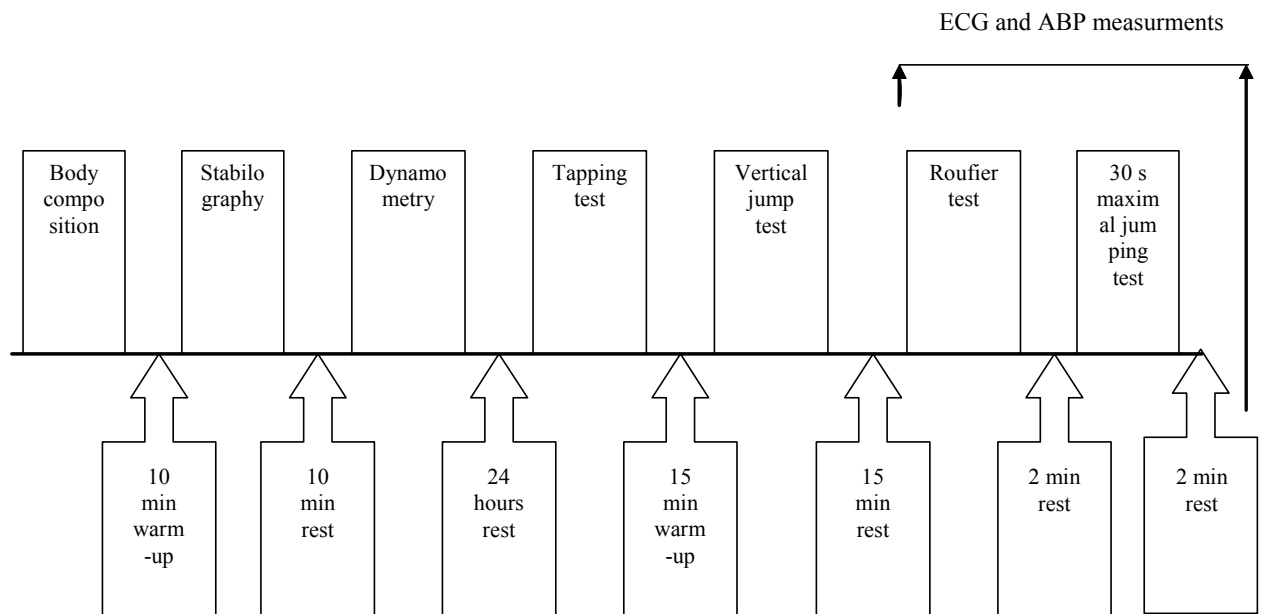 ECG and ABP measurments
Body
compo
sition
Stabilo
graphy
Dynamo
metry
Tapping
test
Vertical
jump
test
Roufier
test
30 s
maxim
al jum
ping
test
10
min
warm
-up
10
min
rest
24
hours
rest
15
min
warm
-up
15
min
rest
2 min
rest
2 min
rest